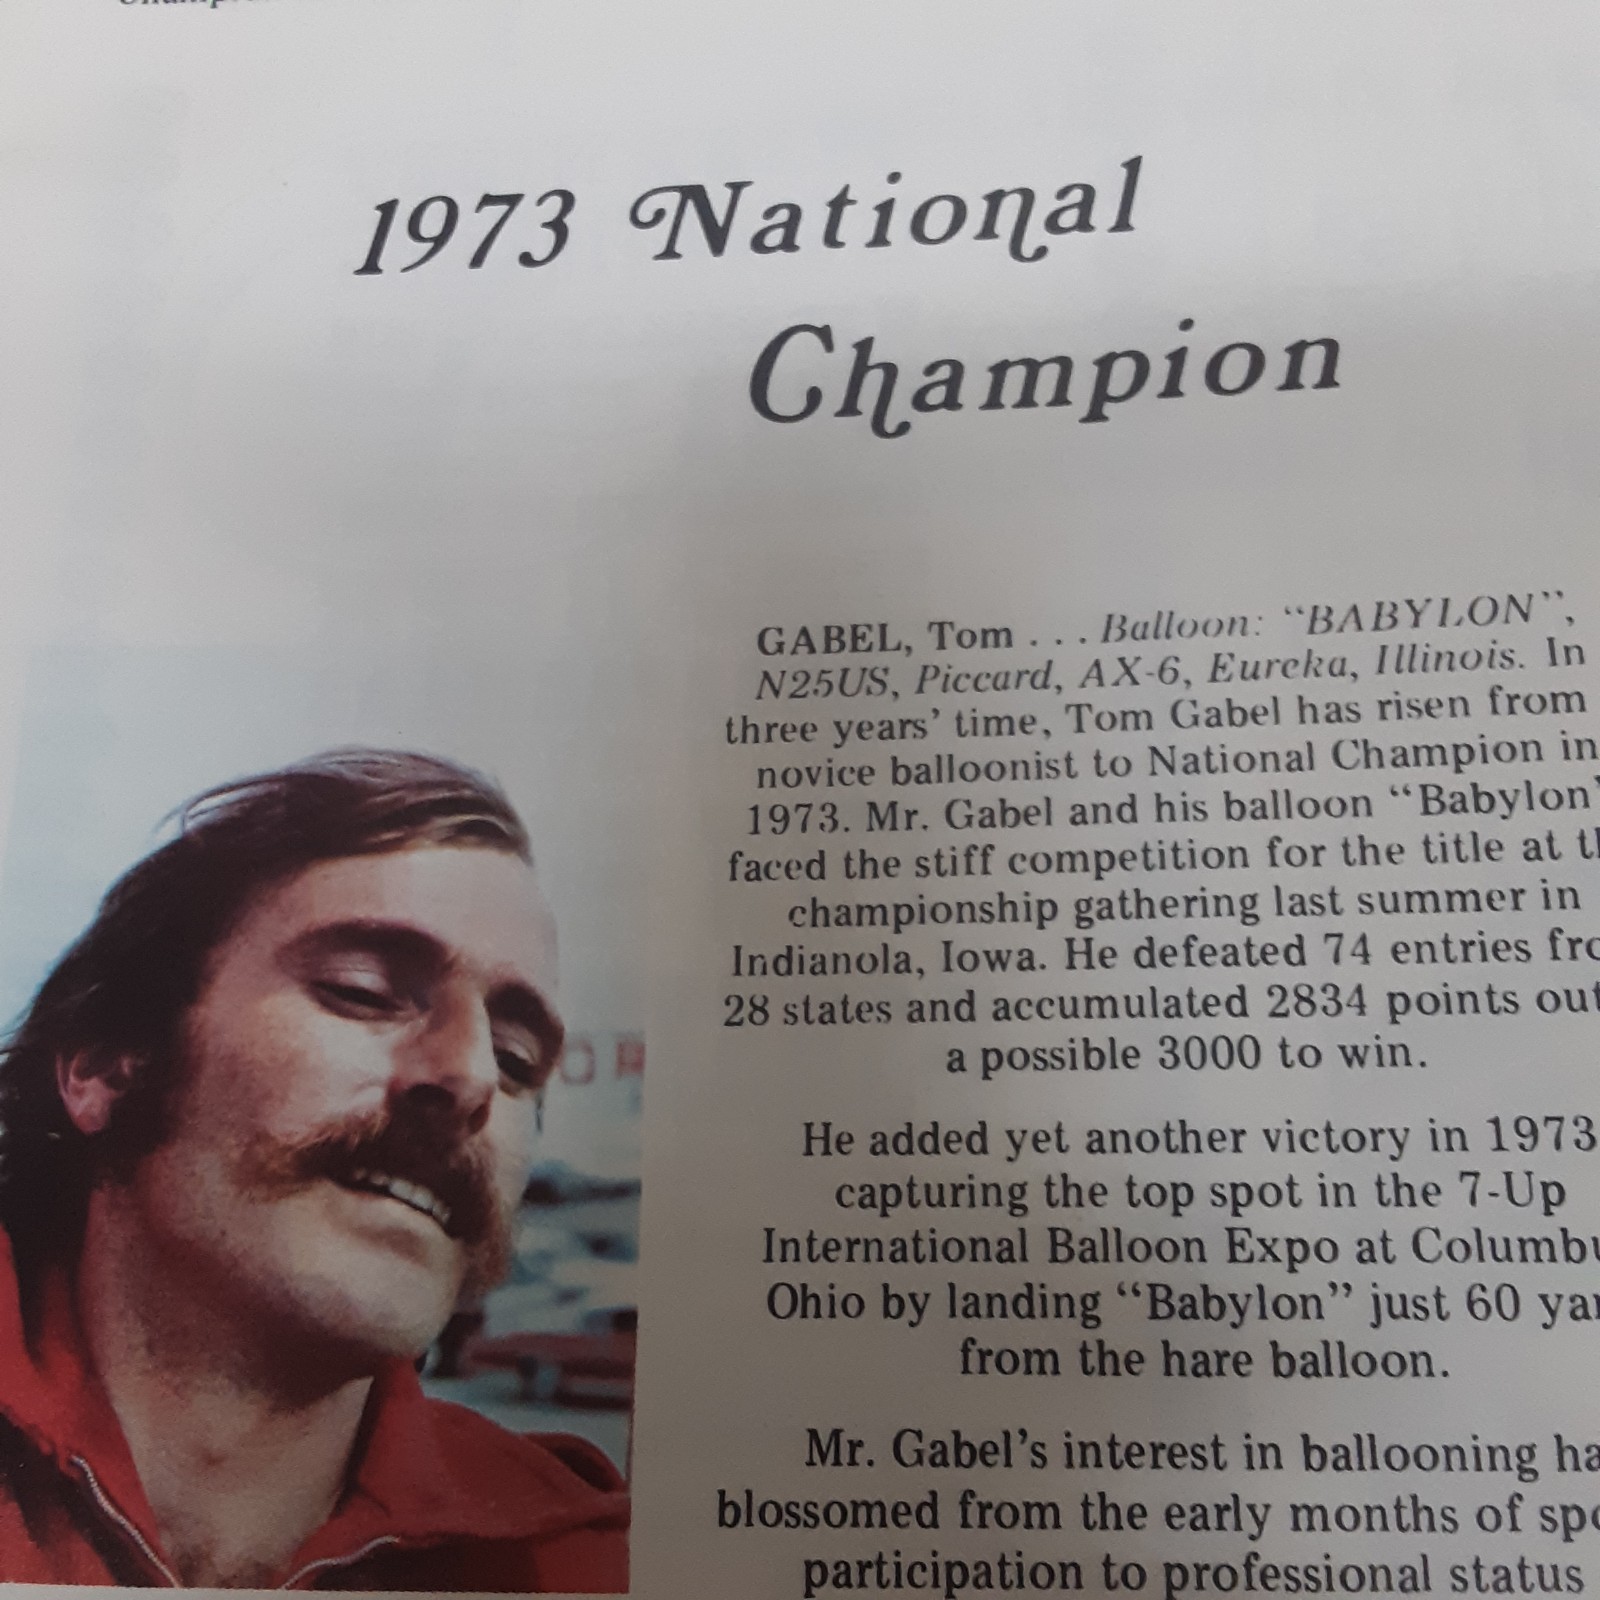 1973 National
Champion
GABEL, Tom . . . Balloon: “BABYLON”,
N25US, Piccard, AX-6, Eureka, Illinois. In
three years’ time, Tom Gabel has risen from
novice balloonist to National Champion in
1973. Mr. Gabel and his balloon “Babylon”
faced the stiff competition for the title at
championship gathering last summer in
Indianola, Iowa. He defeated 74 entries
28 states and accumulated 2834 points out
a possible 3000 to win.
He added yet another victory in 1973
capturing the top spot in the 7-Up
International Balloon Expo at
Ohio by landing “Babylon” just 60
from the hare balloon.
Mr. Gabel’s interest in ballooning
blossomed from the early months of
participation to professional status